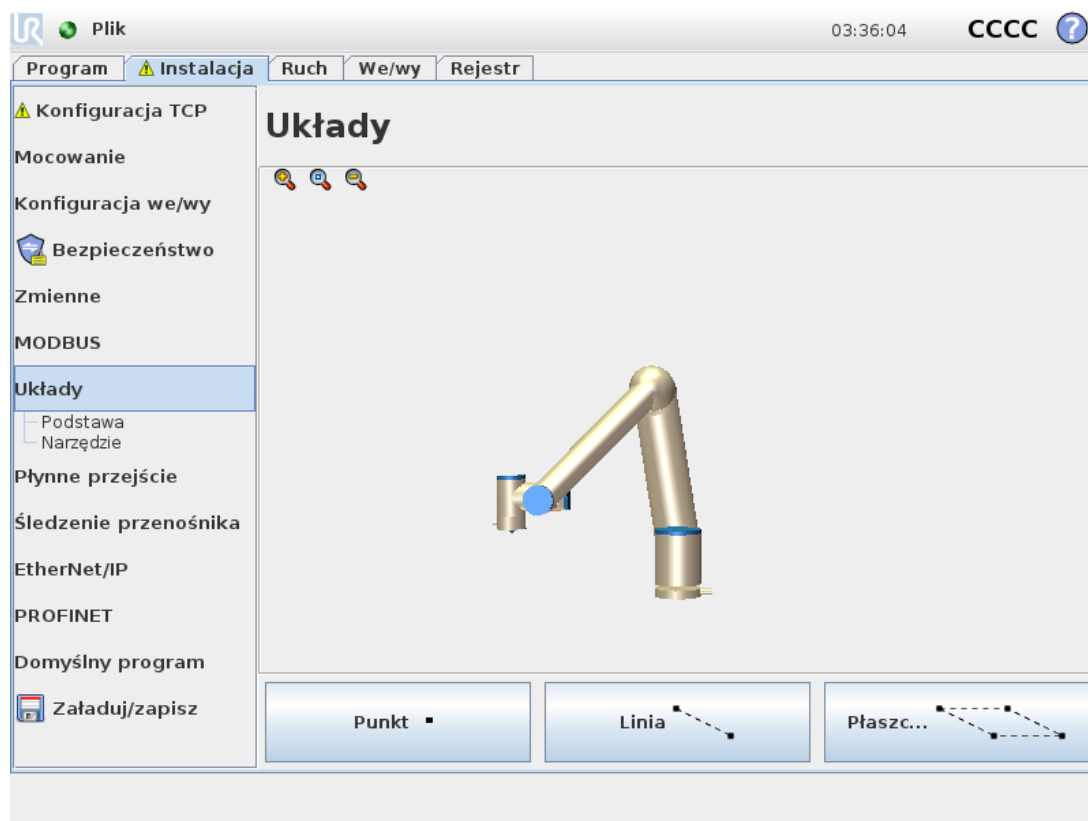 UR Plik 03:36:04 CCCC ?
Program Instalacja Ruch We/wy Rejestr
Konfiguracja TCP
Mocowanie
Konfiguracja we/wy
Bezpieczeństwo
Zmienne
MODBUS
Układy
Podstawa
Narzędzie
Płynne przejście
Śledzenie przenośnika
EtherNet/IP
PROFINET
Domyślny program
Załaduj/zapisz
Układy
Punkt Linia Płaszc...